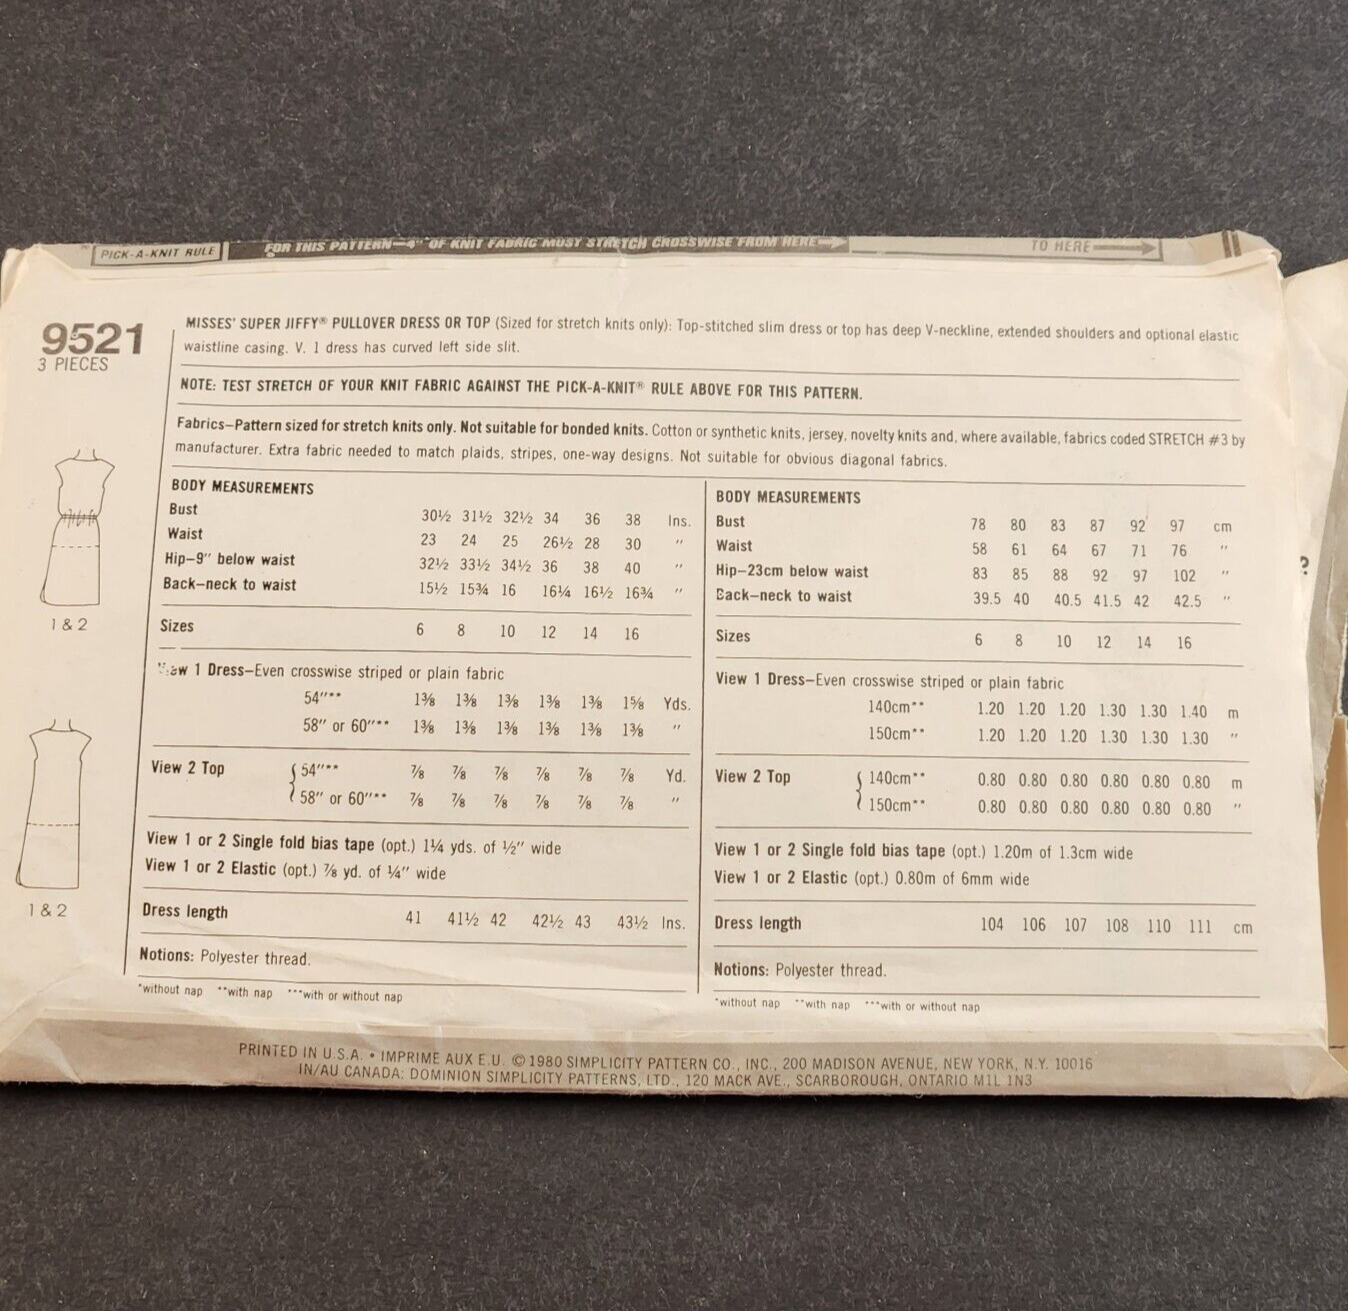 PICK-A-KNIT RULE FOR THIS PATTERN—4" OF KNIT FABRIC MUST STRETCH CROSSWISE FROM HERE TO HERE
9521
3 PIECES
MISSES' SUPER JIFFY® PULLOVER DRESS OR TOP (Sized for stretch knits only): Top-stitched slim dress or top has deep V-neckline, extended shoulders and optional elastic
waistline casing. V. 1 dress has curved left side slit.
NOTE: TEST STRETCH OF YOUR KNIT FABRIC AGAINST THE PICK-A-KNIT® RULE ABOVE FOR THIS PATTERN.
Fabrics—Pattern sized for stretch knits only. Not suitable for bonded knits. Cotton or synthetic knits, jersey, novelty knits and, where available, fabrics coded STRETCH #3 by
manufacturer. Extra fabric needed to match plaids, stripes, one-way designs. Not suitable for obvious diagonal fabrics.
BODY MEASUREMENTS
Bust 30½ 31½ 32½ 34 36 38 Ins.
Waist 23 24 25 26½ 28 30 "
Hip—9" below waist 32½ 33½ 34½ 36 38 40 "
Back—neck to waist 15½ 15¾ 16 16¼ 16½ 16¾ "
Sizes 6 8 10 12 14 16
View 1 Dress—Even crosswise striped or plain fabric
54"** 1⅜ 1⅜ 1⅜ 1⅜ 1⅜ 1⅝ Yds.
58" or 60"** 1⅜ 1⅜ 1⅜ 1⅜ 1⅜ 1⅜ "
View 2 Top 54"** ⅞ ⅞ ⅞ ⅞ ⅞ ⅞ Yd.
58" or 60"** ⅞ ⅞ ⅞ ⅞ ⅞ ⅞ "
View 1 or 2 Single fold bias tape (opt.) 1¼ yds. of ½" wide
View 1 or 2 Elastic (opt.) ⅞ yd. of ¼" wide
Dress length 41 41½ 42 42½ 43 43½ Ins.
Notions: Polyester thread.
*without nap **with nap ***with or without nap
BODY MEASUREMENTS
Bust 78 80 83 87 92 97 cm
Waist 58 61 64 67 71 76 "
Hip—23cm below waist 83 85 88 92 97 102 "
Back—neck to waist 39.5 40 40.5 41.5 42 42.5 "
Sizes 6 8 10 12 14 16
View 1 Dress—Even crosswise striped or plain fabric
140cm** 1.20 1.20 1.20 1.30 1.30 1.40 m
150cm** 1.20 1.20 1.20 1.30 1.30 1.30 "
View 2 Top 140cm** 0.80 0.80 0.80 0.80 0.80 0.80 m
150cm** 0.80 0.80 0.80 0.80 0.80 0.80 "
View 1 or 2 Single fold bias tape (opt.) 1.20m of 1.3cm wide
View 1 or 2 Elastic (opt.) 0.80m of 6mm wide
Dress length 104 106 107 108 110 111 cm
Notions: Polyester thread.
*without nap **with nap ***with or without nap
1 & 2
1 & 2
?
PRINTED IN U.S.A. • IMPRIME AUX E.U. ©1980 SIMPLICITY PATTERN CO., INC., 200 MADISON AVENUE, NEW YORK, N.Y. 10016
IN/AU CANADA: DOMINION SIMPLICITY PATTERNS, LTD., 120 MACK AVE., SCARBOROUGH, ONTARIO M1L 1N3